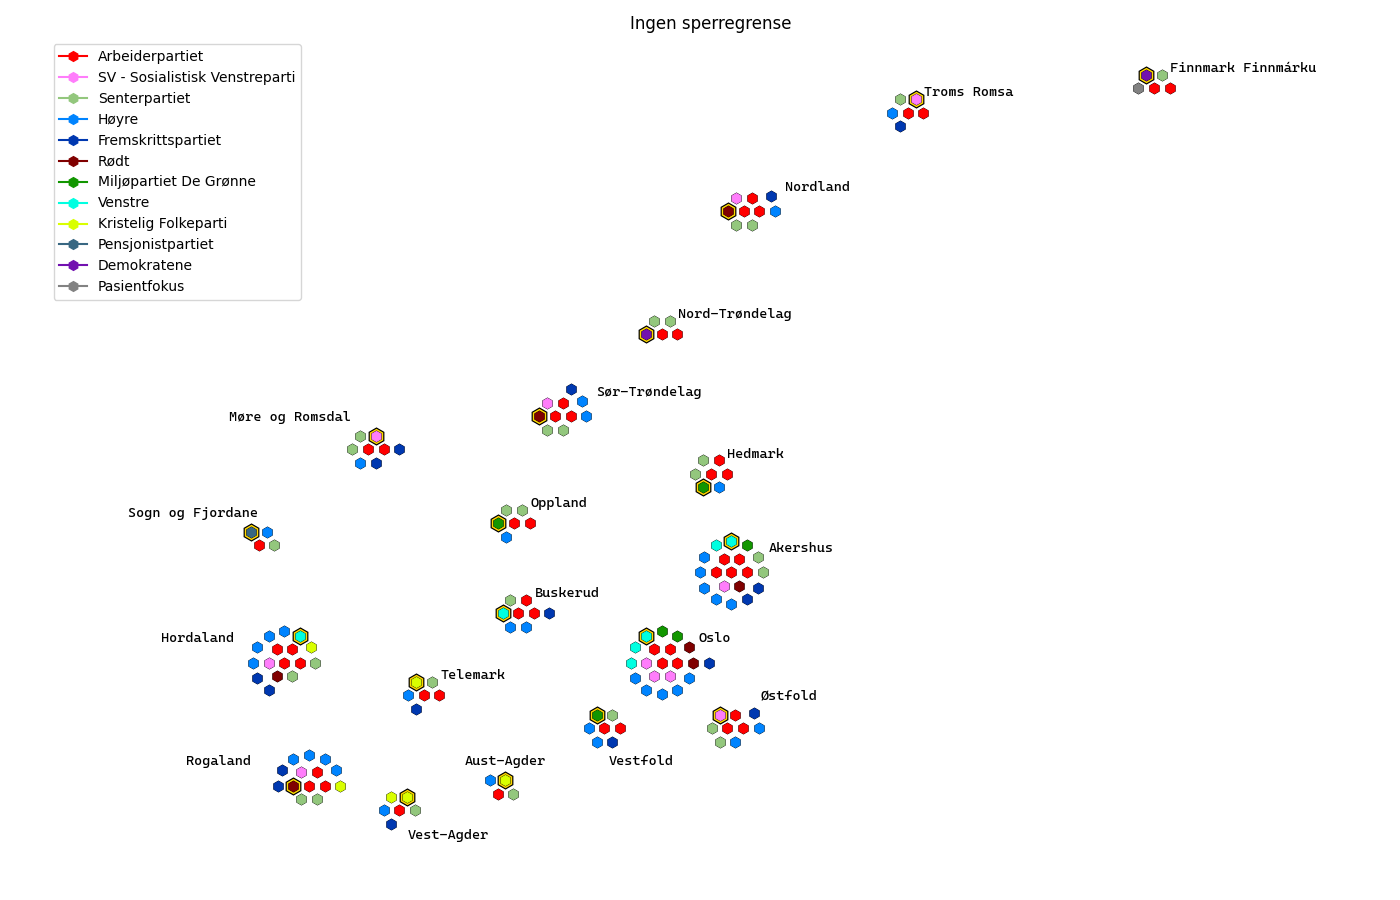 Ingen sperregrense
Arbeiderpartiet
SV - Sosialistisk Venstreparti
Senterpartiet
Høyre
Fremskrittspartiet
Rødt
Miljøpartiet De Grønne
Venstre
Kristelig Folkeparti
Pensjonistpartiet
Demokratene
Pasientfokus
Finnmark Finnmárku
Troms Romsa
Nordland
Nord-Trøndelag
Sør-Trøndelag
Møre og Romsdal
Hedmark
Oppland
Sogn og Fjordane
Akershus
Buskerud
Hordaland
Oslo
Telemark
Østfold
Rogaland
Aust-Agder
Vestfold
Vest-Agder